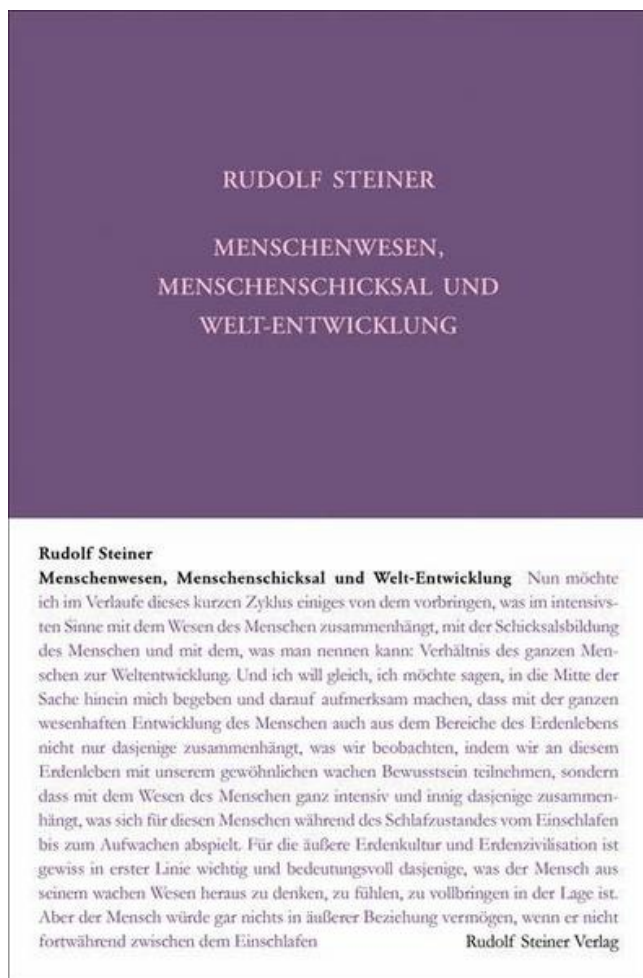 RUDOLF STEINER
MENSCHENWESEN,
MENSCHENSCHICKSAL UND
WELT-ENTWICKLUNG
Rudolf Steiner
Menschenwesen, Menschenschicksal und Welt-Entwicklung Nun möchte
ich im Verlaufe dieses kurzen Zyklus einiges von dem vorbringen, was im intensivs-
ten Sinne mit dem Wesen des Menschen zusammenhängt, mit der Schicksalsbildung
des Menschen und mit dem, was man nennen kann: Verhältnis des ganzen Men-
schen zur Weltentwicklung. Und ich will gleich, ich möchte sagen, in die Mitte der
Sache hinein mich begeben und darauf aufmerksam machen, dass mit der ganzen
wesenhaften Entwicklung des Menschen auch aus dem Bereiche des Erdenlebens
nicht nur dasjenige zusammenhängt, was wir beobachten, indem wir an diesem
Erdenleben mit unserem gewöhnlichen wachen Bewusstsein teilnehmen, sondern
dass mit dem Wesen des Menschen ganz intensiv und innig dasjenige zusammen-
hängt, was sich für diesen Menschen während des Schlafzustandes vom Einschlafen
bis zum Aufwachen abspielt. Für die äußere Erdenkultur und Erdenzivilisation ist
gewiss in erster Linie wichtig und bedeutungsvoll dasjenige, was der Mensch aus
seinem wachen Wesen heraus zu denken, zu fühlen, zu vollbringen in der Lage ist.
Aber der Mensch würde gar nichts in äußerer Beziehung vermögen, wenn er nicht
fortwährend zwischen dem Einschlafen Rudolf Steiner Verlag